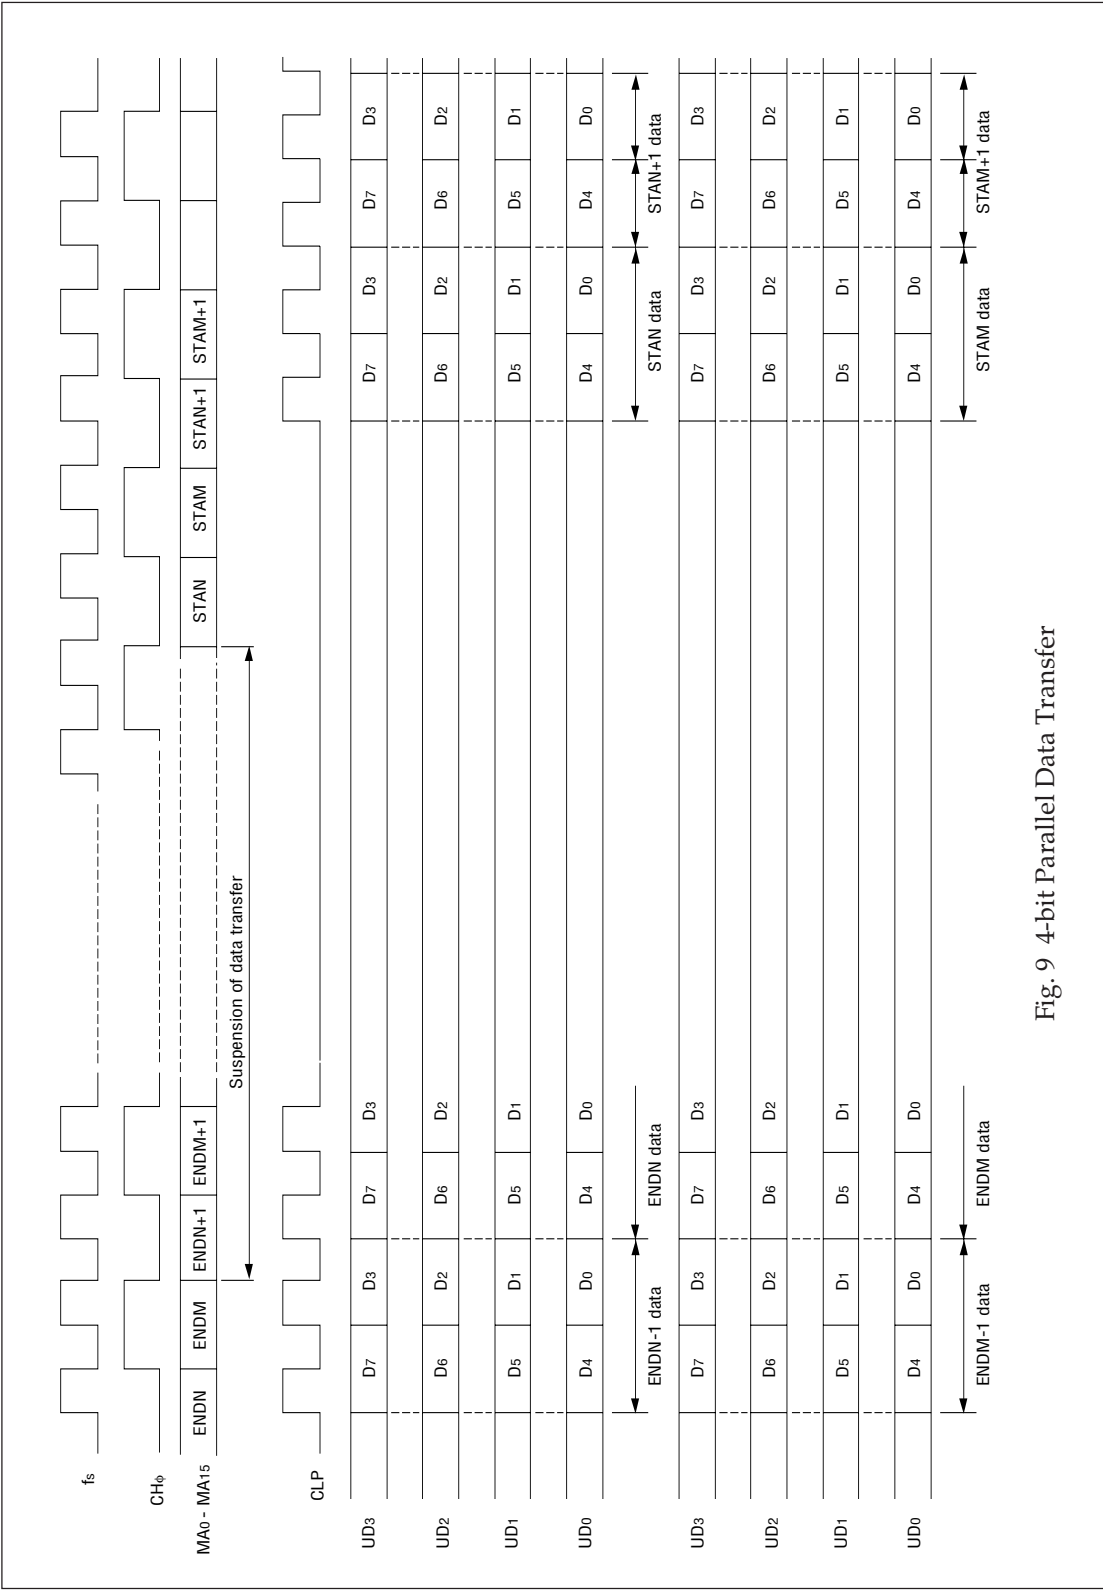 fs
CHφ
MA0 - MA15 ENDN ENDM ENDN+1 ENDM+1 STAN STAM STAN+1 STAM+1
Suspension of data transfer
CLP
UD3 D7 D3 D7 D3 D7 D3 D7 D3
UD2 D6 D2 D6 D2 D6 D2 D6 D2
UD1 D5 D1 D5 D1 D5 D1 D5 D1
UD0 D4 D0 D4 D0 D4 D0 D4 D0
ENDN-1 data ENDN data STAN data STAN+1 data
UD3 D7 D3 D7 D3 D7 D3 D7 D3
UD2 D6 D2 D6 D2 D6 D2 D6 D2
UD1 D5 D1 D5 D1 D5 D1 D5 D1
UD0 D4 D0 D4 D0 D4 D0 D4 D0
ENDM-1 data ENDM data STAM data STAM+1 data
Fig. 9 4-bit Parallel Data Transfer